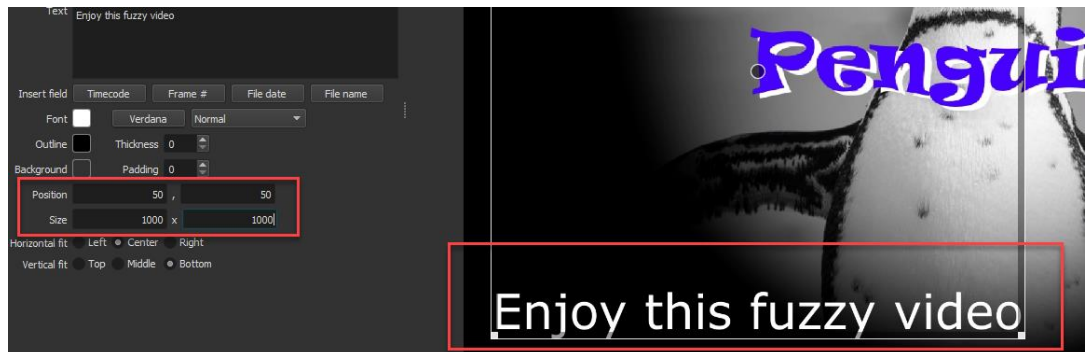 Text
Enjoy this fuzzy video
Insert field Timecode Frame # File date File name
Font Verdana Normal
Outline Thickness 0
Background Padding 0
Position 50 , 50
Size 1000 x 1000
Horizontal fit Left Center Right
Vertical fit Top Middle Bottom
Pengui
Enjoy this fuzzy video